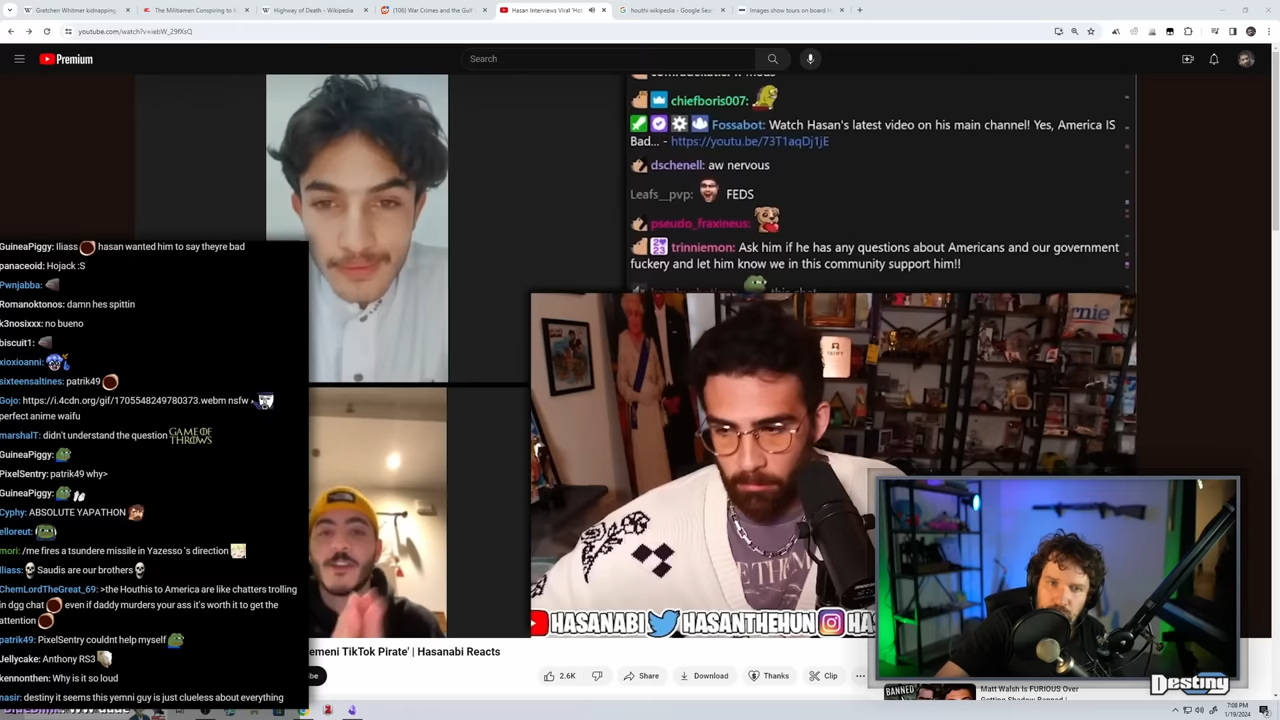 Gretchen Whitmer kidnapping
The Militiamen Conspiring to
Highway of Death - Wikipedia
(106) War Crimes and the Gulf
Hasan Interviews Viral 'Hot
houthi wikipedia - Google Sea
Images show tours on board H
youtube.com/watch?v=iebW_29fXsQ
Premium
Search
chiefboris007:
Fossabot: Watch Hasan's latest video on his main channel! Yes, America IS
Bad... - https://youtu.be/73T1aqDj1jE
dschenell: aw nervous
Leafs__pvp: FEDS
pseudo_fraxineus:
trinniemon: Ask him if he has any questions about Americans and our government
fuckery and let him know we in this community support him!!
this chat
GuineaPiggy: Iliass hasan wanted him to say theyre bad
panaceoid: Hojack :S
Pwnjabba:
Romanoktonos: damn hes spittin
k3nosixxx: no bueno
biscuit1:
xioxioanni:
sixteensaltines: patrik49
Gojo: https://i.4cdn.org/gif/1705548249780373.webm nsfw
perfect anime waifu
marshalT: didn't understand the question GAME OF THROWS
GuineaPiggy:
PixelSentry: patrik49 why>
GuineaPiggy:
Cyphy: ABSOLUTE YAPATHON
elloreut:
mori: /me fires a tsundere missile in Yazesso 's direction
Iliass: Saudis are our brothers
ChemLordTheGreat_69: >the Houthis to America are like chatters trolling
in dgg chat even if daddy murders your ass it's worth it to get the
attention
patrik49: PixelSentry couldnt help myself
Jellycake: Anthony RS3
kennonthen: Why is it so loud
nasir: destiny it seems this yemni guy is just clueless about everything
HASANABI HASANTHEHUN HASA
emeni TikTok Pirate' | Hasanabi Reacts
be
2.6K
Share
Download
Thanks
Clip
BANNED
Matt Walsh Is FURIOUS Over
Getting Shadow Banned |
Destiny
7:08 PM
1/19/2024